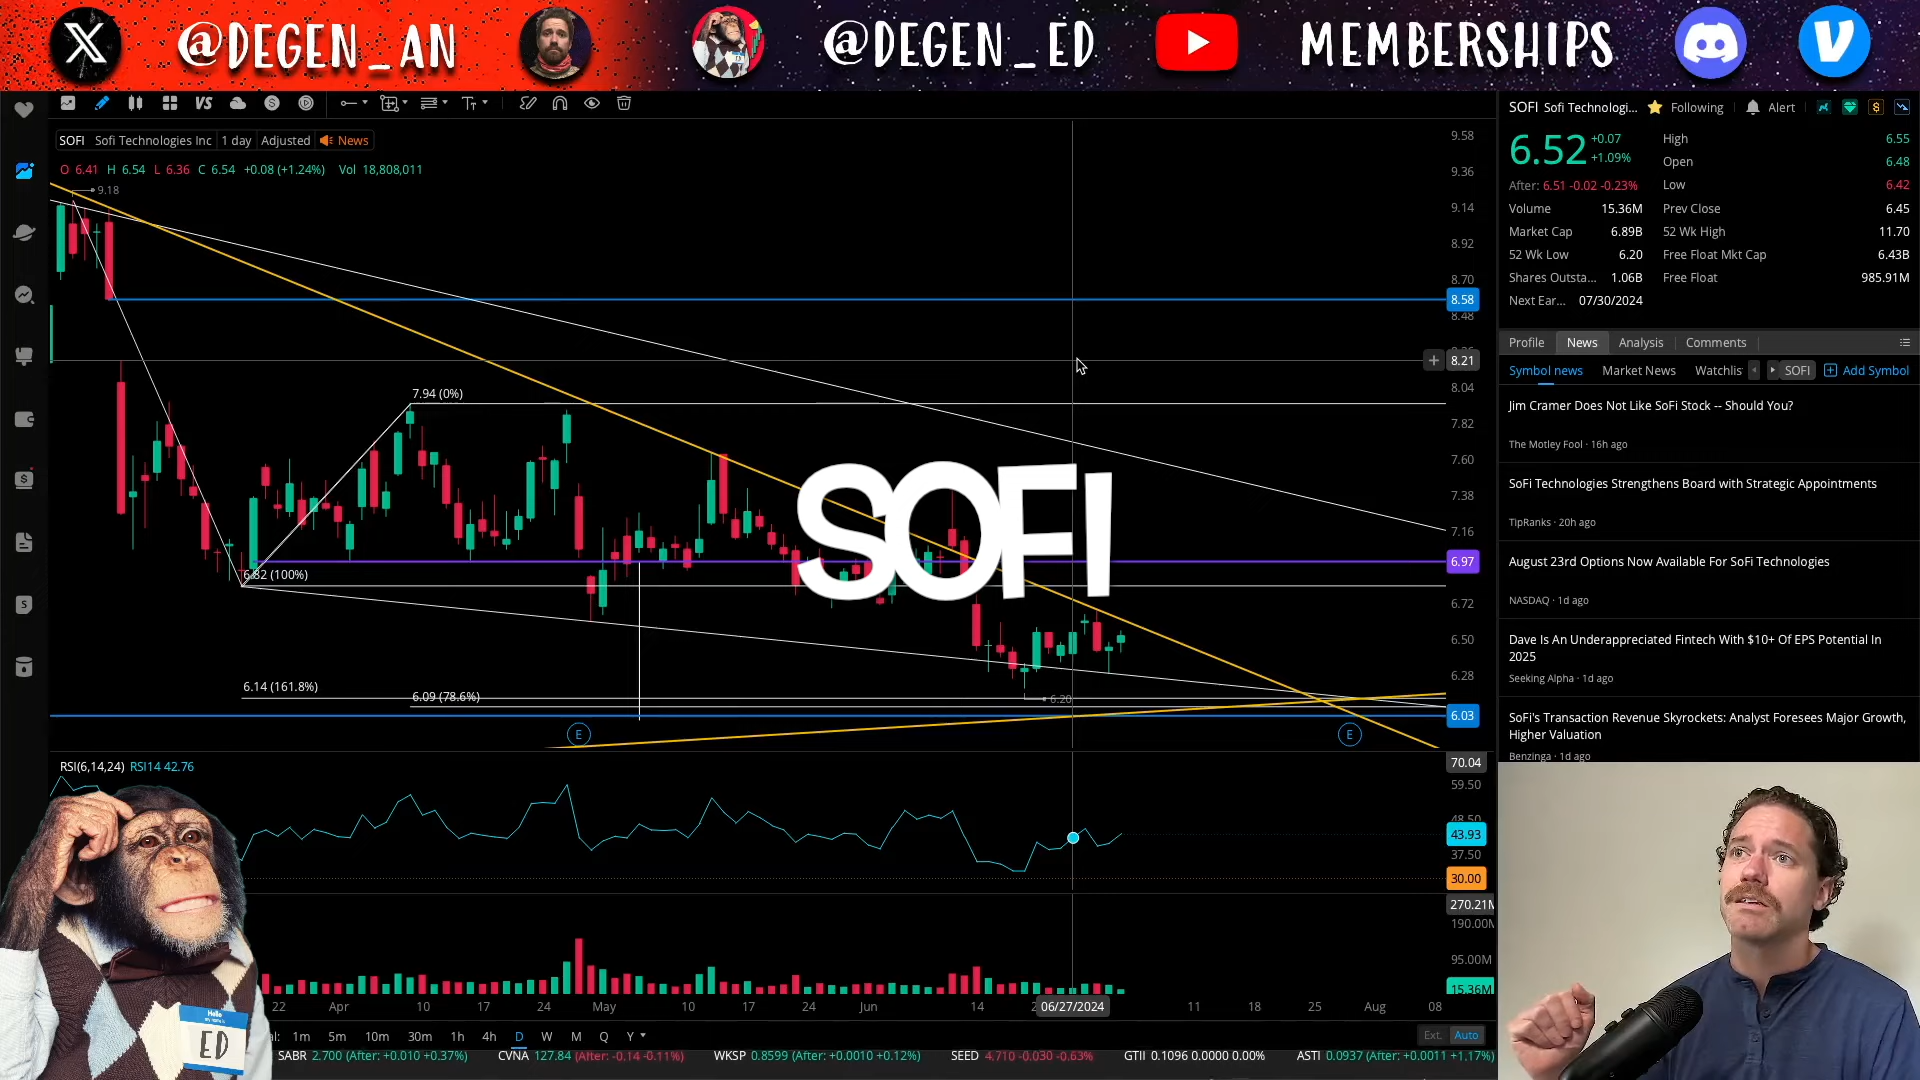 @DEGEN_AN @DEGEN_ED MEMBERSHIPS
VS
SOFI Sofi Technologies Inc 1 day Adjusted News
O 6.41 H 6.54 L 6.36 C 6.54 +0.08 (+1.24%) Vol 18,808,011
9.18
7.94 (0%)
SOFI
6.82 (100%)
6.14 (161.8%)
6.09 (78.6%)
6.20
E E
9.58
9.36
9.14
8.92
8.70
8.58
8.48
8.21
8.04
7.82
7.60
7.38
7.16
6.97
6.72
6.50
6.28
6.03
RSI(6,14,24) RSI14 42.76
70.04
59.50
48.50
43.93
37.50
30.00
270.21M
190.00M
95.00M
15.36M
22 Apr 10 17 24 May 10 17 24 Jun 14 06/27/2024 11 18 25 Aug 08
1m 5m 10m 30m 1h 4h D W M Q Y Ext. Auto
SABR 2.700 (After: +0.010 +0.37%) CVNA 127.84 (After: -0.14 -0.11%) WKSP 0.8599 (After: +0.0010 +0.12%) SEED 4.710 -0.030 -0.63% GTII 0.1096 0.0000 0.00% ASTI 0.0937 (After: +0.0011 +1.17%)
Hello
ED
SOFI Sofi Technologi... Following Alert
6.52 +0.07
+1.09%
After: 6.51 -0.02 -0.23%
High 6.55
Open 6.48
Low 6.42
Volume 15.36M Prev Close 6.45
Market Cap 6.89B 52 Wk High 11.70
52 Wk Low 6.20 Free Float Mkt Cap 6.43B
Shares Outsta... 1.06B Free Float 985.91M
Next Ear... 07/30/2024
Profile News Analysis Comments
Symbol news Market News Watchlis SOFI Add Symbol
Jim Cramer Does Not Like SoFi Stock -- Should You?
The Motley Fool · 16h ago
SoFi Technologies Strengthens Board with Strategic Appointments
TipRanks · 20h ago
August 23rd Options Now Available For SoFi Technologies
NASDAQ · 1d ago
Dave Is An Underappreciated Fintech With $10+ Of EPS Potential In
2025
Seeking Alpha · 1d ago
SoFi's Transaction Revenue Skyrockets: Analyst Foresees Major Growth,
Higher Valuation
Benzinga · 1d ago